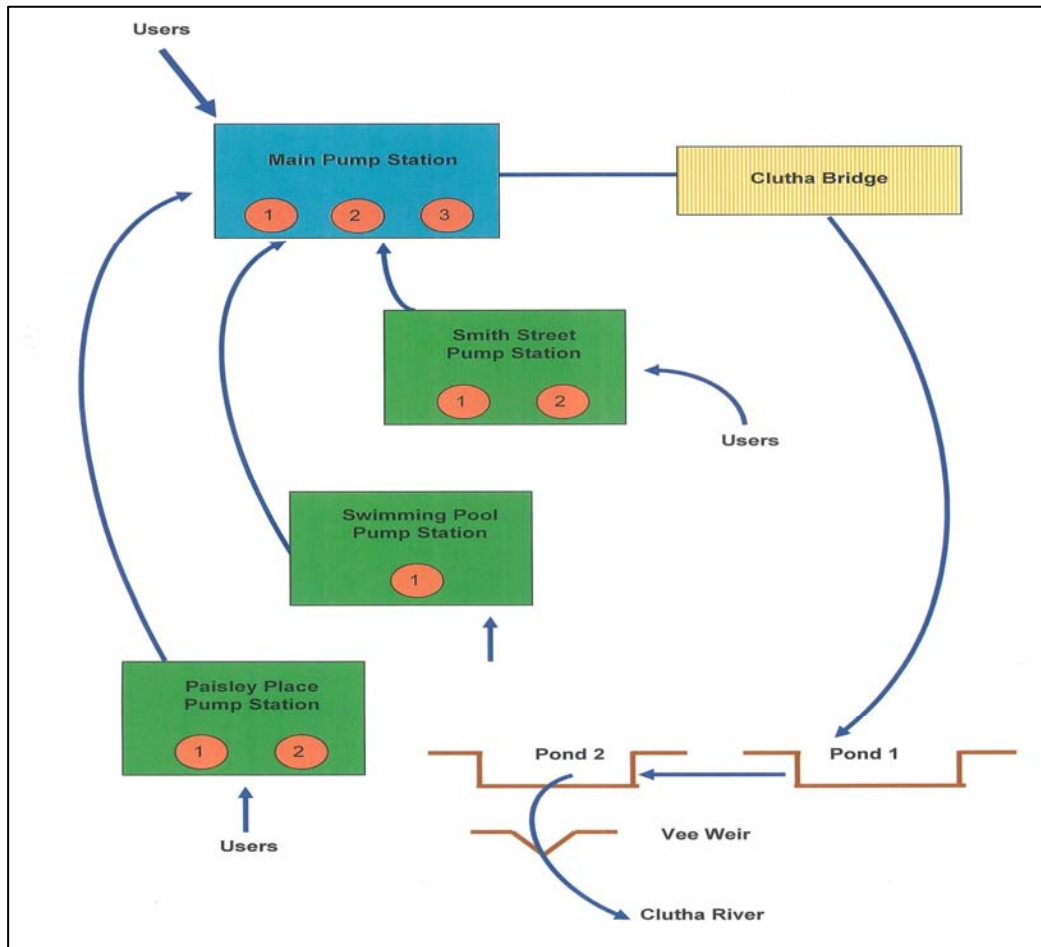 Users
Main Pump Station
1 2 3
Clutha Bridge
Smith Street
Pump Station
1 2
Users
Swimming Pool
Pump Station
1
Paisley Place
Pump Station
1 2
Users
Pond 2
Pond 1
Vee Weir
Clutha River